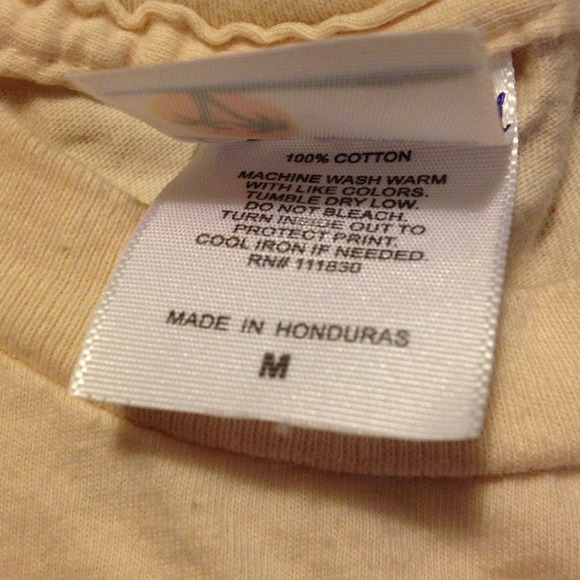 100% COTTON
MACHINE WASH WARM
WITH LIKE COLORS.
TUMBLE DRY LOW.
DO NOT BLEACH.
TURN INSIDE OUT TO
PROTECT PRINT.
COOL IRON IF NEEDED.
RN# 111830
MADE IN HONDURAS
M